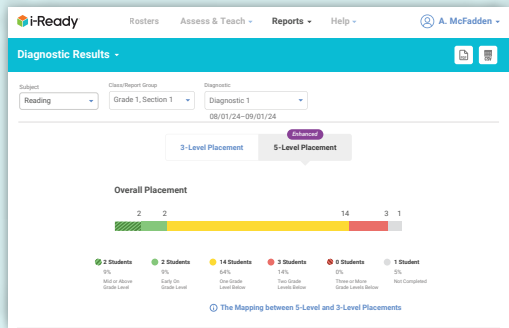 i-Ready
Rosters Assess & Teach Reports Help A. McFadden
Diagnostic Results
Subject Class/Report Group Diagnostic
Reading Grade 1, Section 1 Diagnostic 1
08/01/24–09/01/24
Enhanced
3-Level Placement 5-Level Placement
Overall Placement
2 2 14 3 1
2 Students 2 Students 14 Students 3 Students 0 Students 1 Student
9% 9% 64% 14% 0% 5%
Mid or Above Early On One Grade Two Grade Three or More Not Completed
Grade Level Grade Level Level Below Levels Below Grade Levels Below
The Mapping between 5-Level and 3-Level Placements